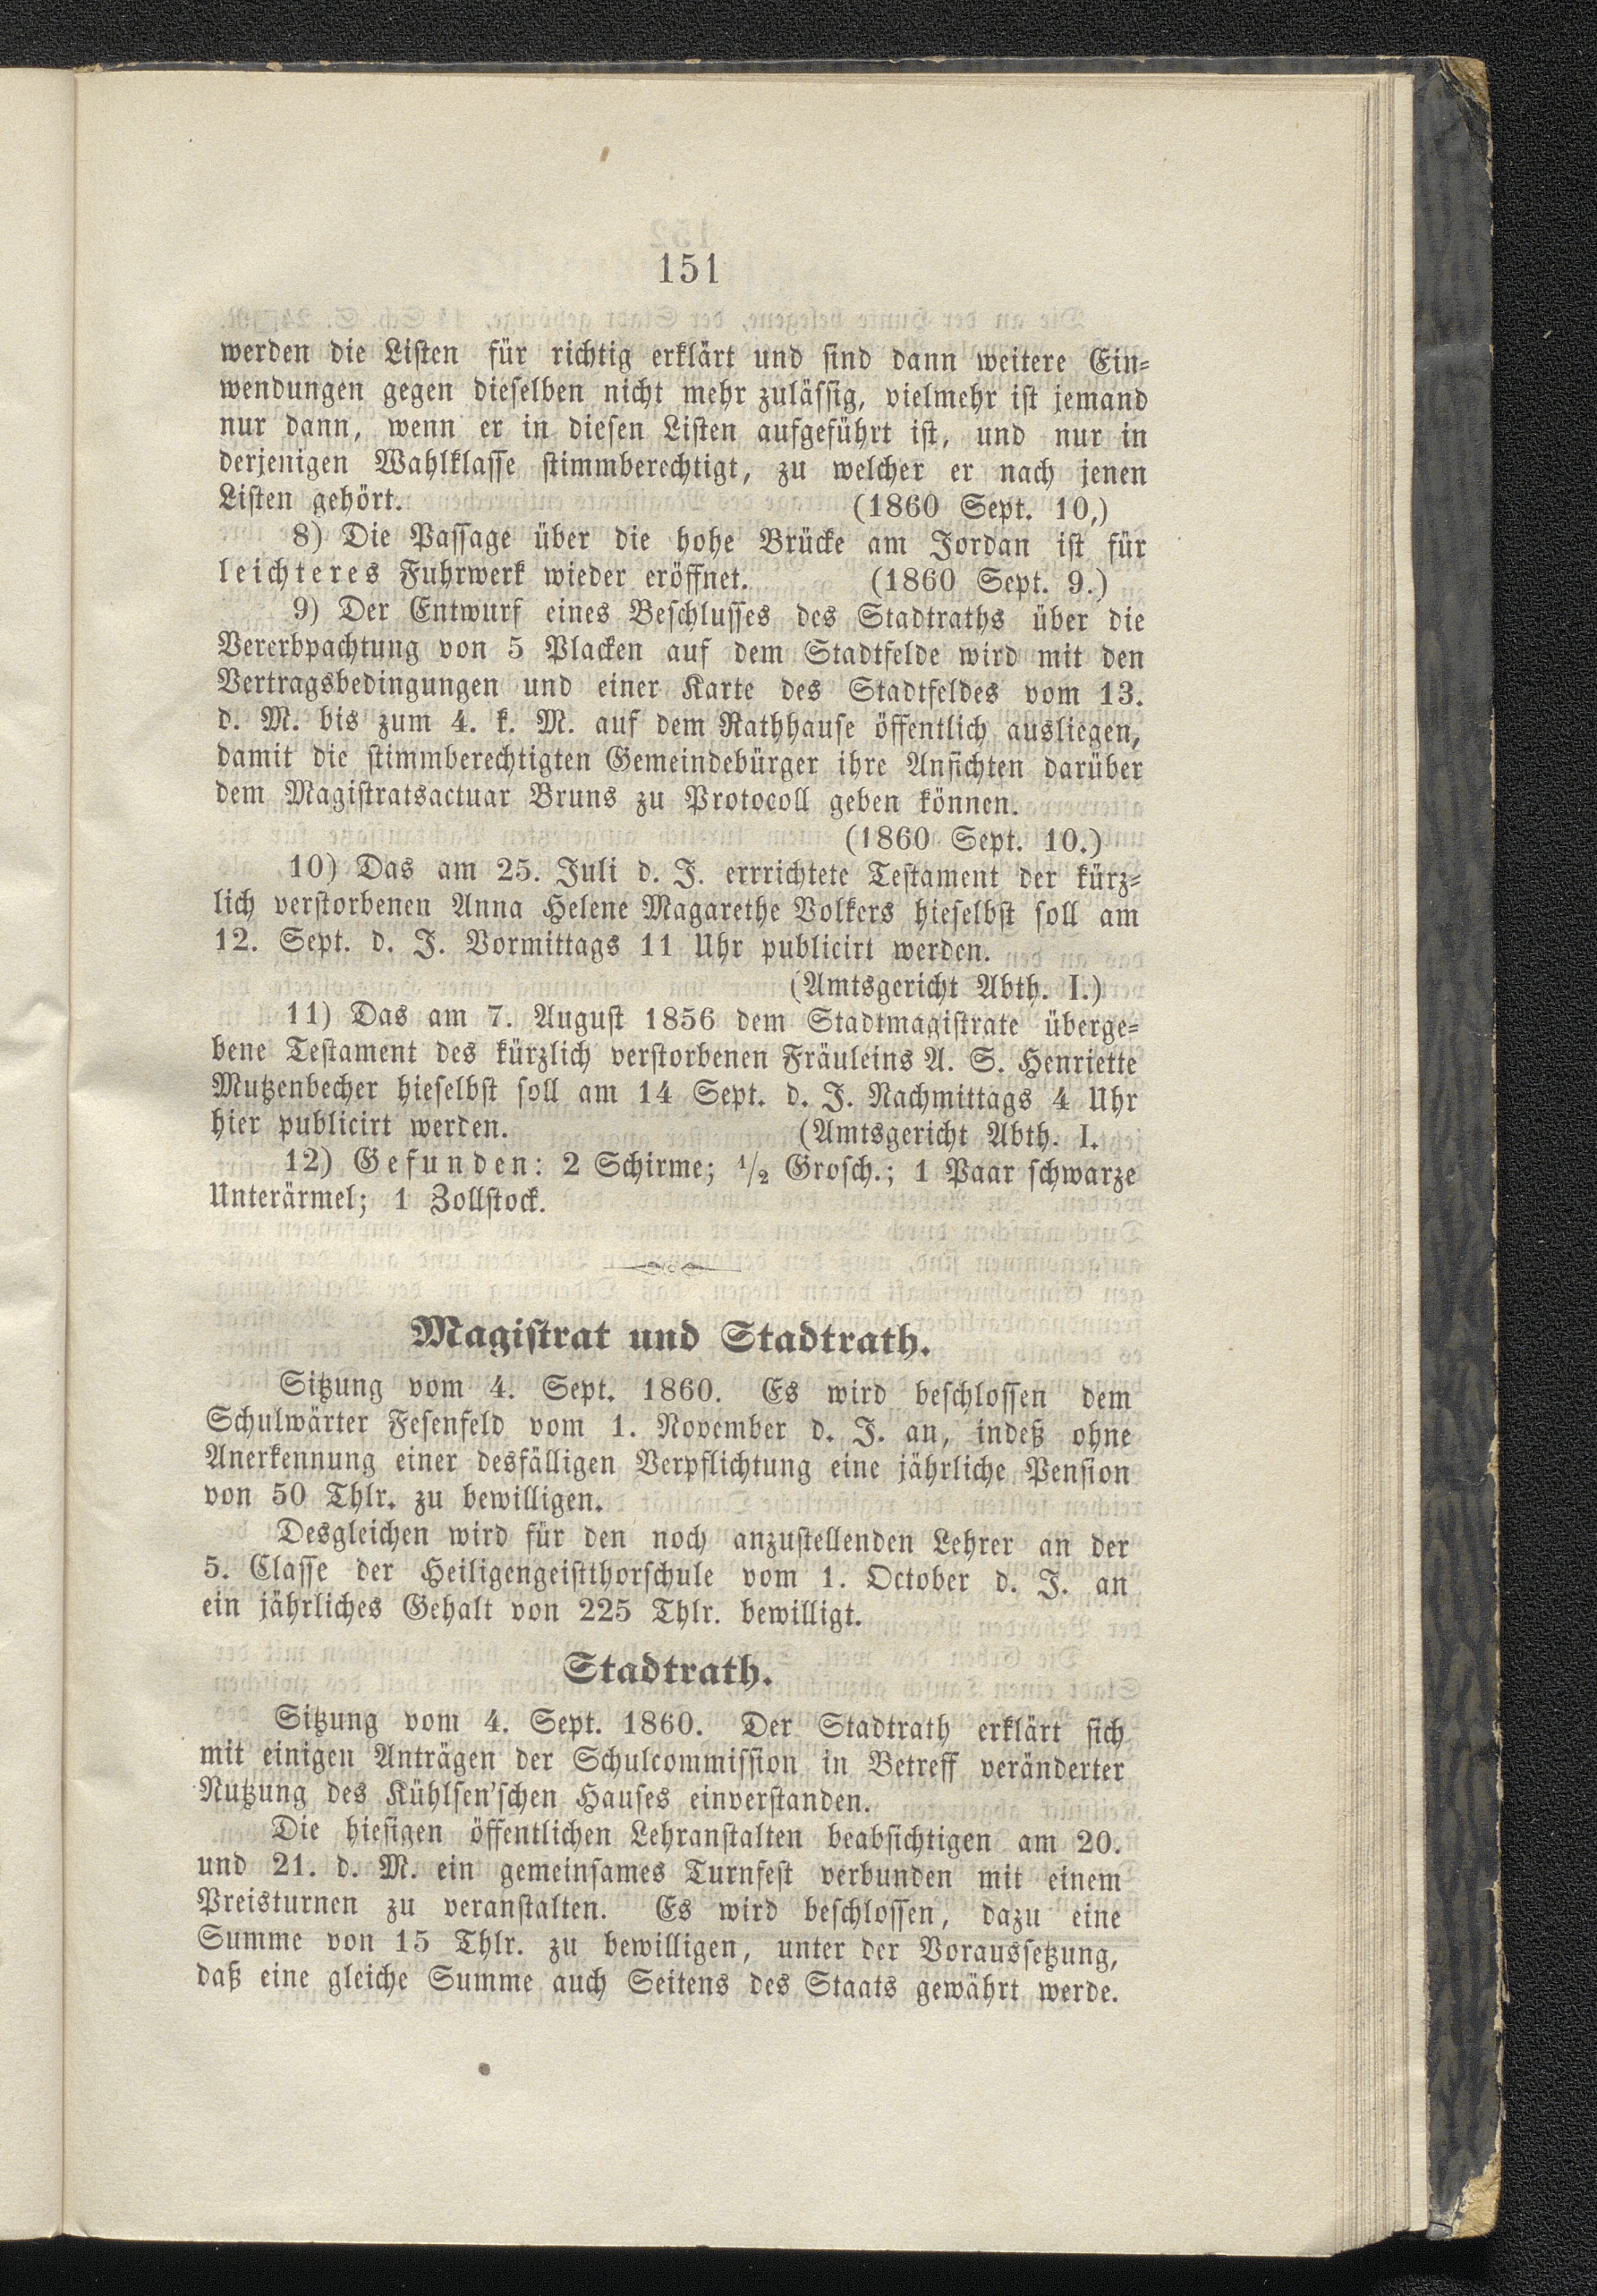 151
werden die Listen für richtig erklärt und sind dann weitere Ein-
wendungen gegen dieselben nicht mehr zulässig, vielmehr ist jemand
nur dann, wenn er in diesen Listen aufgeführt ist, und nur in
derjenigen Wahlklasse stimmberechtigt, zu welcher er nach jenen
Listen gehört. (1860 Sept. 10,)
8) Die Passage über die hohe Brücke am Jordan ist für
leichteres Fuhrwerk wieder eröffnet. (1860 Sept. 9.)
9) Der Entwurf eines Beschlusses des Stadtraths über die
Vererbpachtung von 5 Placken auf dem Stadtfelde wird mit den
Vertragsbedingungen und einer Karte des Stadtfeldes vom 13.
d. M. bis zum 4. k. M. auf dem Rathhause öffentlich ausliegen,
damit die stimmberechtigten Gemeindebürger ihre Ansichten darüber
dem Magistratsactuar Bruns zu Protocoll geben können.
(1860 Sept. 10.)
10) Das am 25. Juli d. J. errrichtete Testament der kürz-
lich verstorbenen Anna Helene Magarethe Volkers hieselbst soll am
12. Sept. d. J. Vormittags 11 Uhr publicirt werden.
(Amtsgericht Abth. I.)
11) Das am 7. August 1856 dem Stadtmagistrate überge-
bene Testament des kürzlich verstorbenen Fräuleins A. S. Henriette
Mutzenbecher hieselbst soll am 14 Sept. d. J. Nachmittags 4 Uhr
hier publicirt werden. (Amtsgericht Abth. I.
12) Gefunden: 2 Schirme; 1/2 Grosch.; 1 Paar schwarze
Unterärmel; 1 Zollstock.
Magistrat und Stadtrath.
Sitzung vom 4. Sept. 1860. Es wird beschlossen dem
Schulwärter Fesenfeld vom 1. November d. J. an, indeß ohne
Anerkennung einer desfälligen Verpflichtung eine jährliche Pension
von 50 Thlr. zu bewilligen.
Desgleichen wird für den noch anzustellenden Lehrer an der
5. Classe der Heiligengeistthorschule vom 1. October d. J. an
ein jährliches Gehalt von 225 Thlr. bewilligt.
Stadtrath.
Sitzung vom 4. Sept. 1860. Der Stadtrath erklärt sich
mit einigen Anträgen der Schulcommission in Betreff veränderter
Nutzung des Kühlsen'schen Hauses einverstanden.
Die hiesigen öffentlichen Lehranstalten beabsichtigen am 20.
und 21. d. M. ein gemeinsames Turnfest verbunden mit einem
Preisturnen zu veranstalten. Es wird beschlossen, dazu eine
Summe von 15 Thlr. zu bewilligen, unter der Voraussetzung,
daß eine gleiche Summe auch Seitens des Staats gewährt werde.